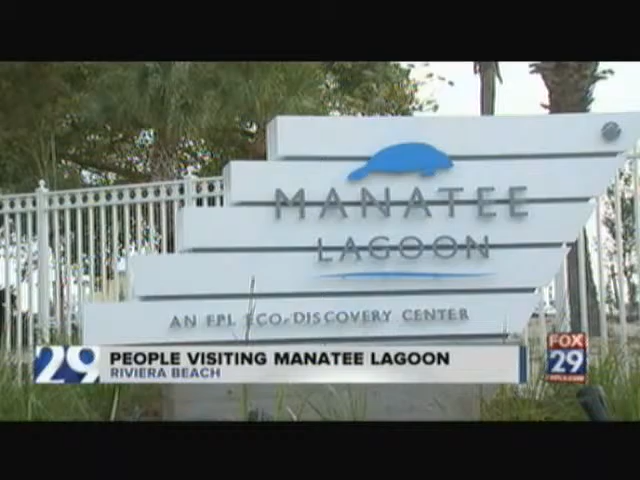 MANATEE
LAGOON
AN FPL ECO-DISCOVERY CENTER
29
PEOPLE VISITING MANATEE LAGOON
RIVIERA BEACH
FOX
29